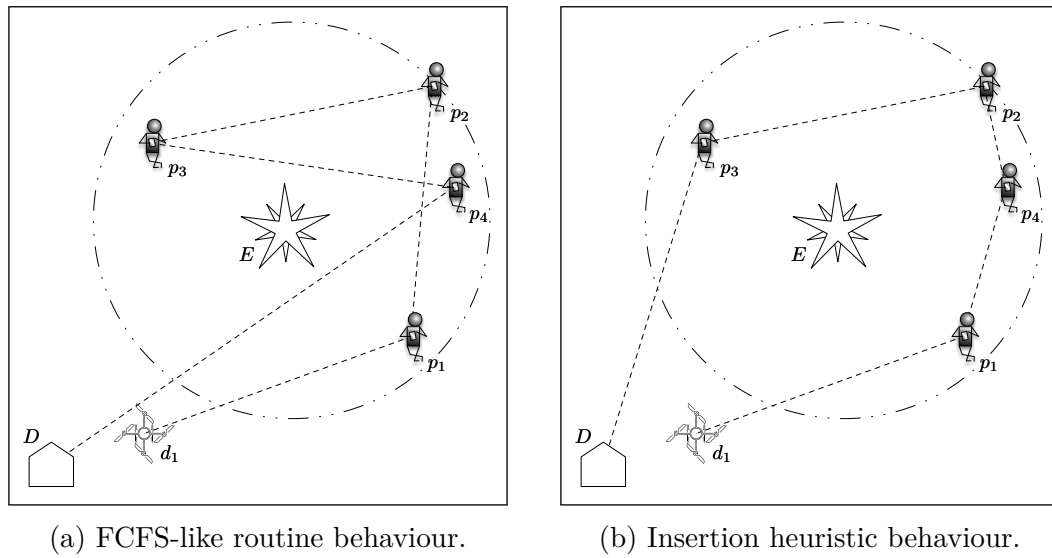 p₂
p₃
p₄
E
p₁
D
d₁
(a) FCFS-like routine behaviour.
p₂
p₃
p₄
E
p₁
D
d₁
(b) Insertion heuristic behaviour.